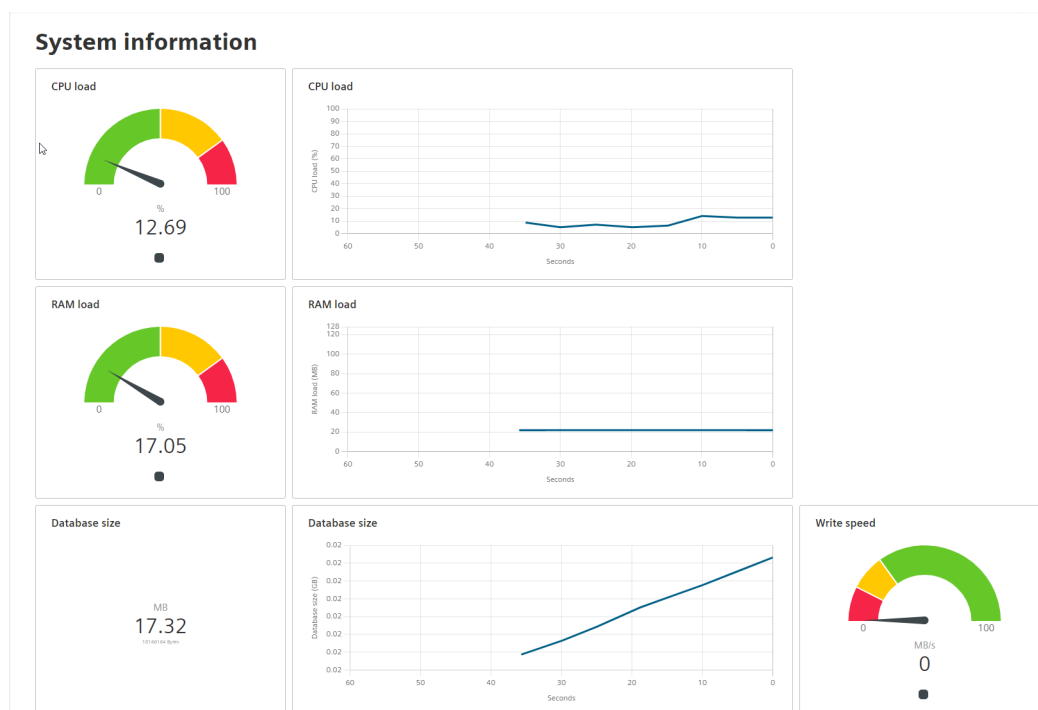 System information
CPU load
0
100
%
12.69
CPU load
CPU load (%)
100
90
80
70
60
50
40
30
20
10
0
60 50 40 30 20 10 0
Seconds
RAM load
0
100
%
17.05
RAM load
RAM load (MB)
128
120
100
80
60
40
20
0
60 50 40 30 20 10 0
Seconds
Database size
MB
17.32
Database size
Database size (GB)
0.02
0.02
0.02
0.02
0.02
0.02
0.02
0.02
60 50 40 30 20 10 0
Seconds
Write speed
0
100
MB/s
0